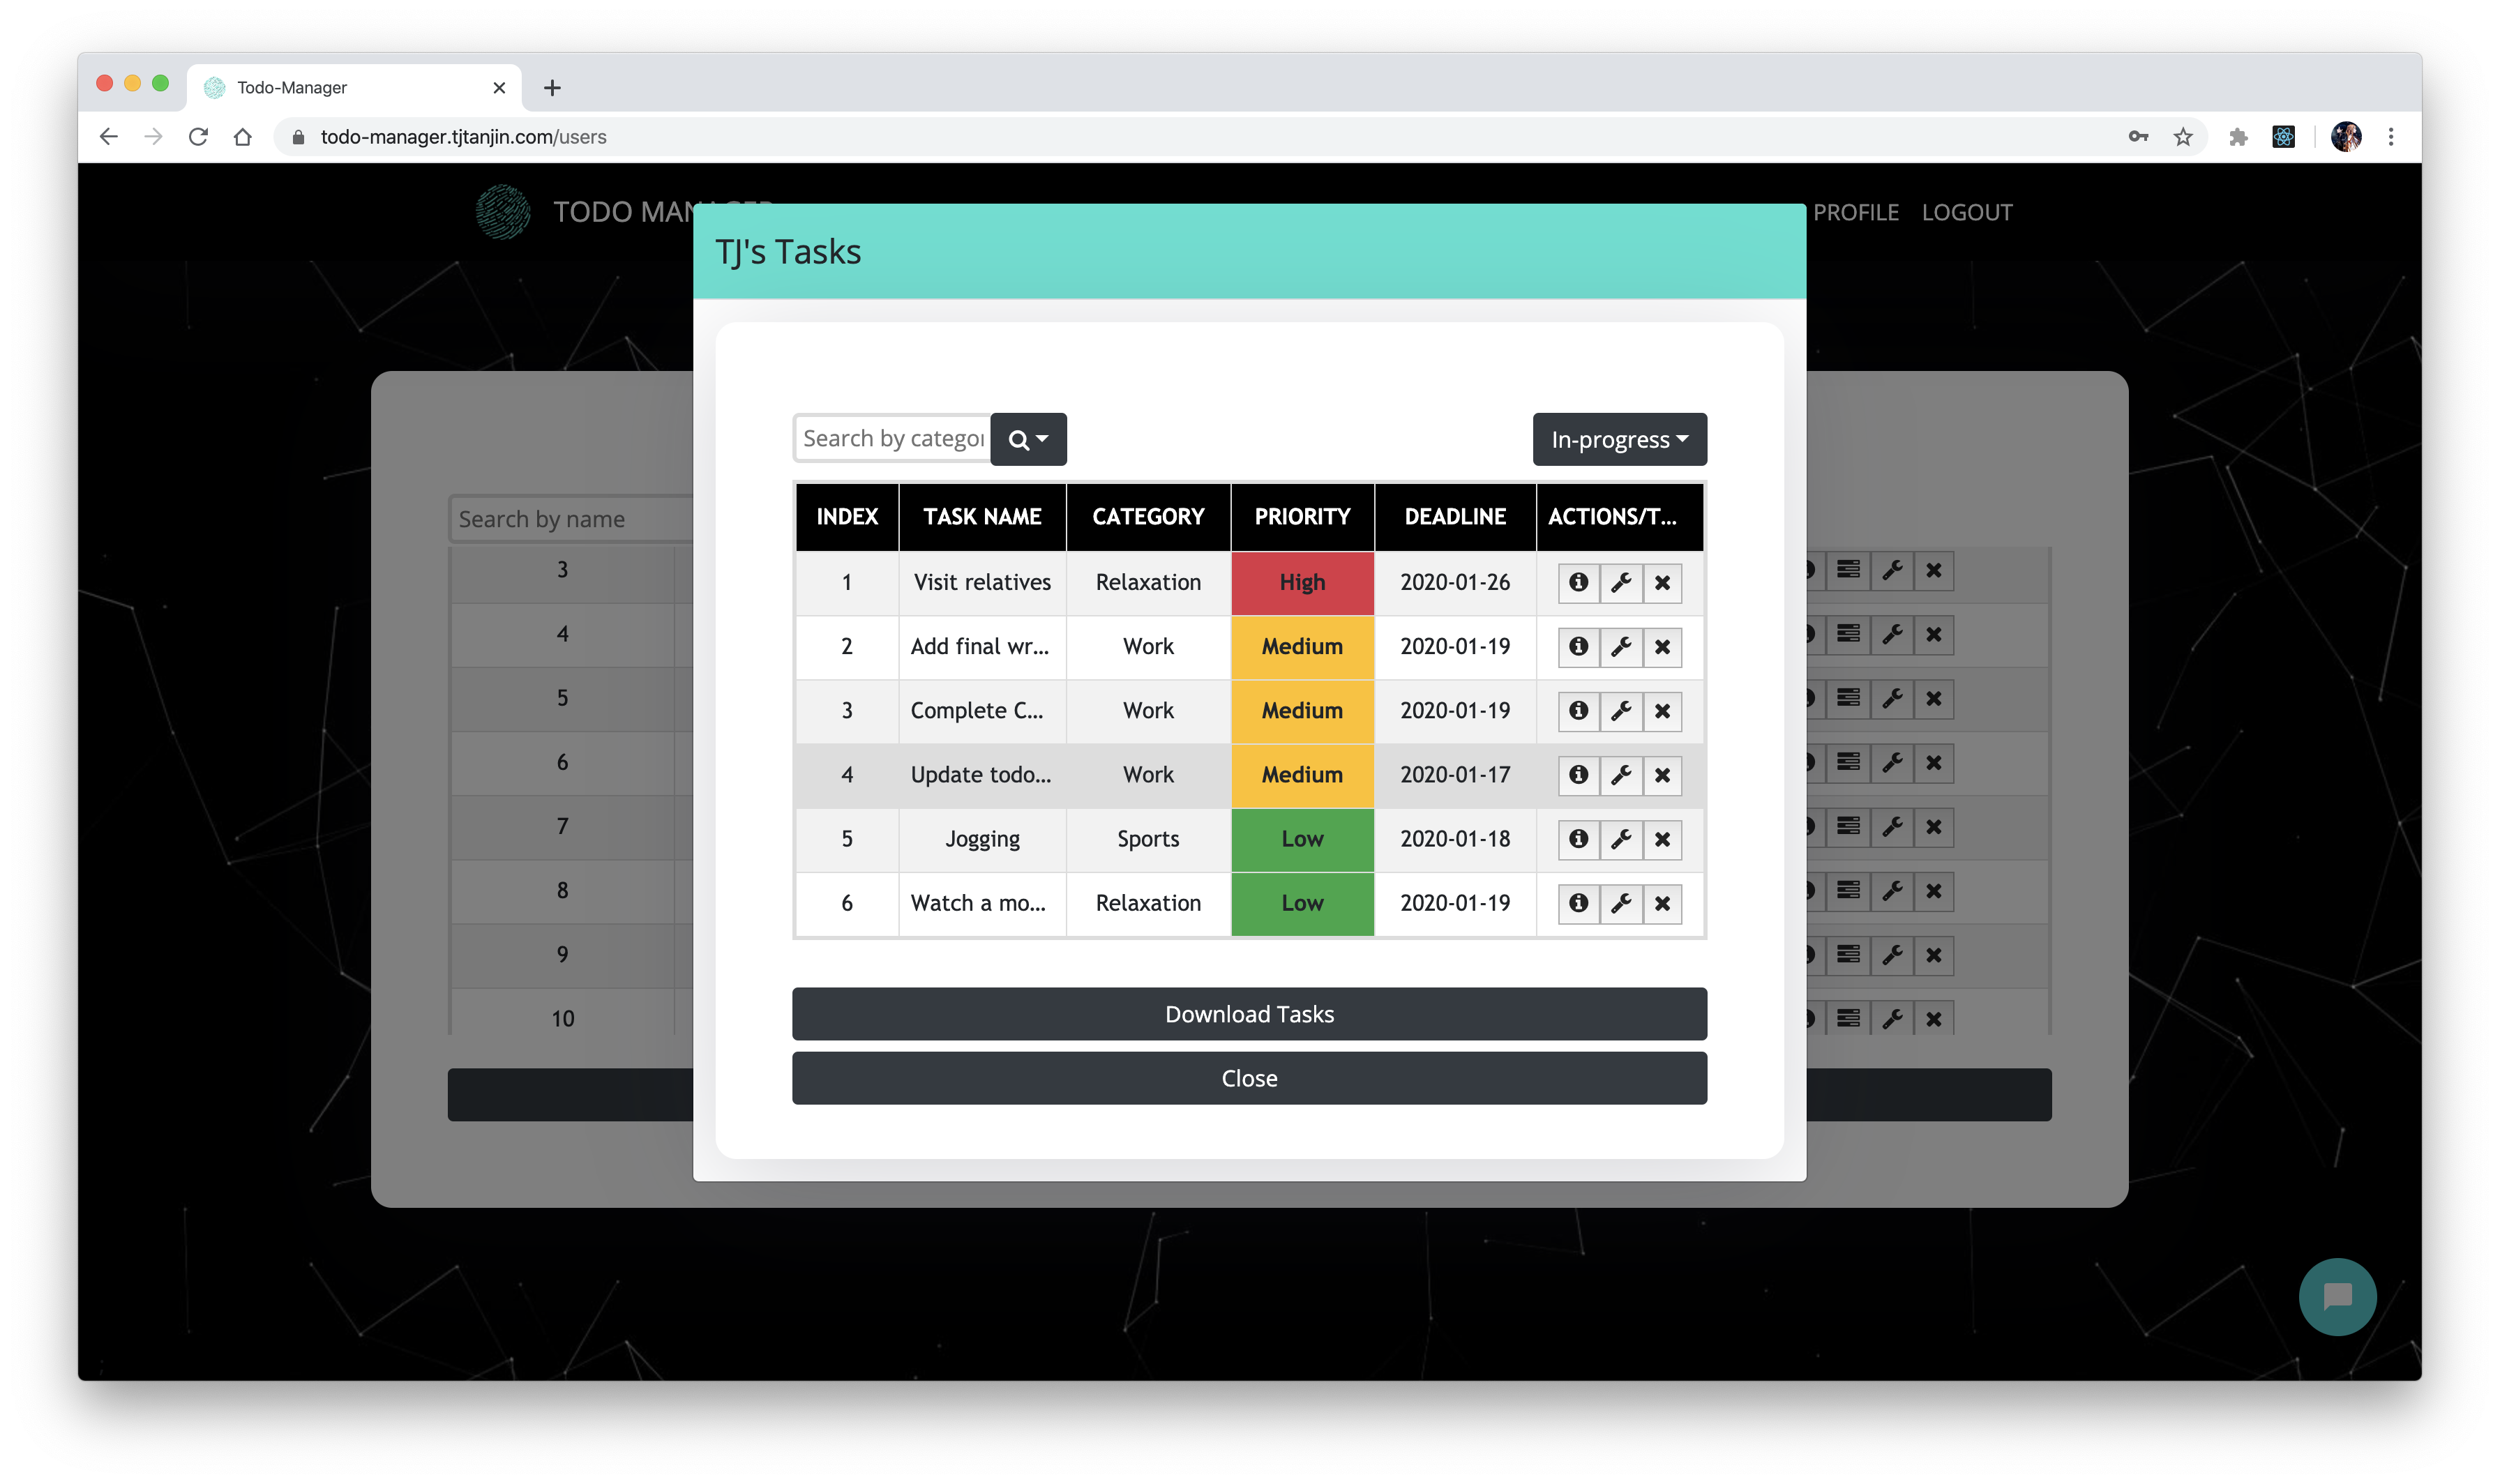 Todo-Manager
todo-manager.tjtanjin.com/users
TODO MANAGER
PROFILE LOGOUT
TJ's Tasks
Search by name
3
4
5
6
7
8
9
10
Search by categor
In-progress
INDEX TASK NAME CATEGORY PRIORITY DEADLINE ACTIONS/T...
1 Visit relatives Relaxation High 2020-01-26
2 Add final wr... Work Medium 2020-01-19
3 Complete C... Work Medium 2020-01-19
4 Update todo... Work Medium 2020-01-17
5 Jogging Sports Low 2020-01-18
6 Watch a mo... Relaxation Low 2020-01-19
Download Tasks
Close